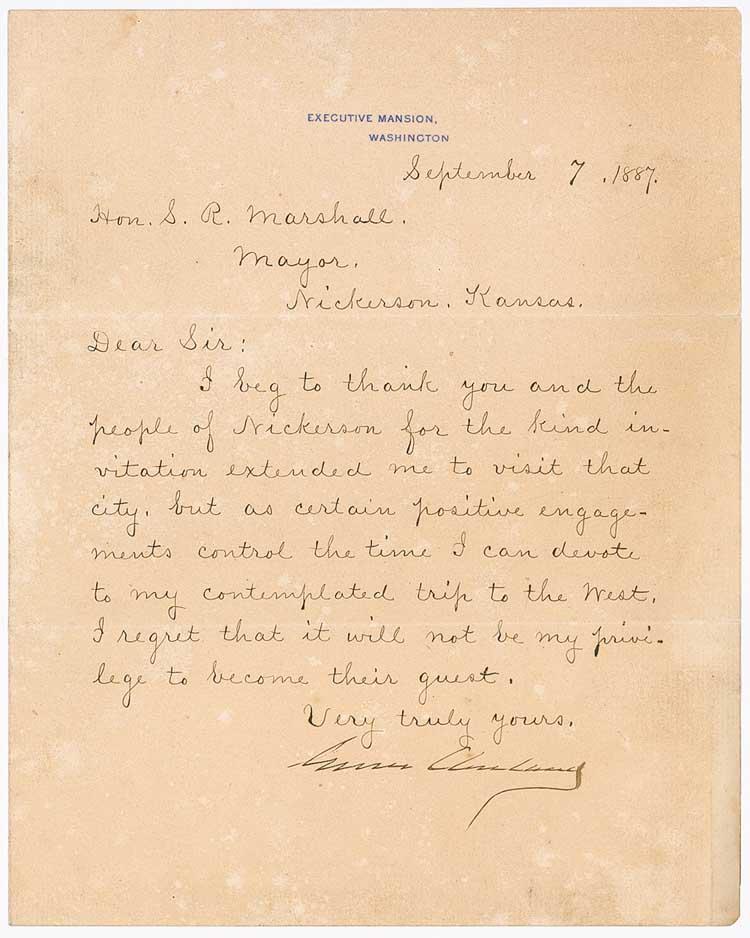 EXECUTIVE MANSION,
WASHINGTON
September 7, 1887.
Hon. S. R. Marshall.
Mayor,
Nickerson, Kansas.
Dear Sir:
I beg to thank you and the
people of Nickerson for the kind in-
vitation extended me to visit that
city, but as certain positive engage-
ments control the time I can devote
to my contemplated trip to the West,
I regret that it will not be my privi-
lege to become their guest.
Very truly yours,
Grover Cleveland